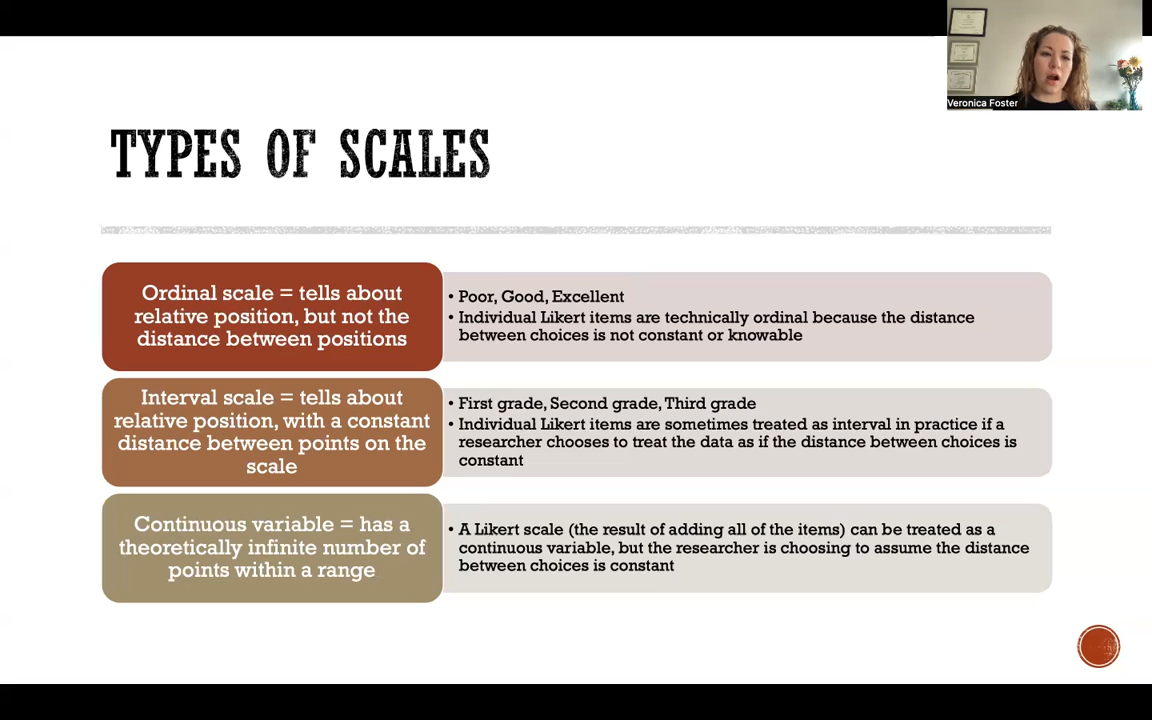 Veronica Foster
TYPES OF SCALES
Ordinal scale = tells about
relative position, but not the
distance between positions
• Poor, Good, Excellent
• Individual Likert items are technically ordinal because the distance
between choices is not constant or knowable
Interval scale = tells about
relative position, with a constant
distance between points on the
scale
• First grade, Second grade, Third grade
• Individual Likert items are sometimes treated as interval in practice if a
researcher chooses to treat the data as if the distance between choices is
constant
Continuous variable = has a
theoretically infinite number of
points within a range
• A Likert scale (the result of adding all of the items) can be treated as a
continuous variable, but the researcher is choosing to assume the distance
between choices is constant